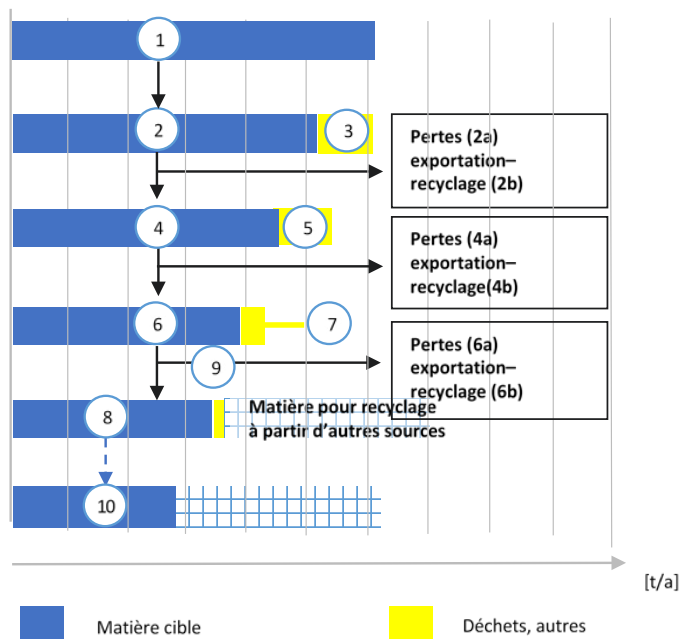 1
2
3
Pertes (2a)
exportation–
recyclage (2b)
4
5
Pertes (4a)
exportation–
recyclage(4b)
6
7
Pertes (6a)
exportation–
recyclage (6b)
9
8
Matière pour recyclage
à partir d’autres sources
10
[t/a]
Matière cible
Déchets, autres